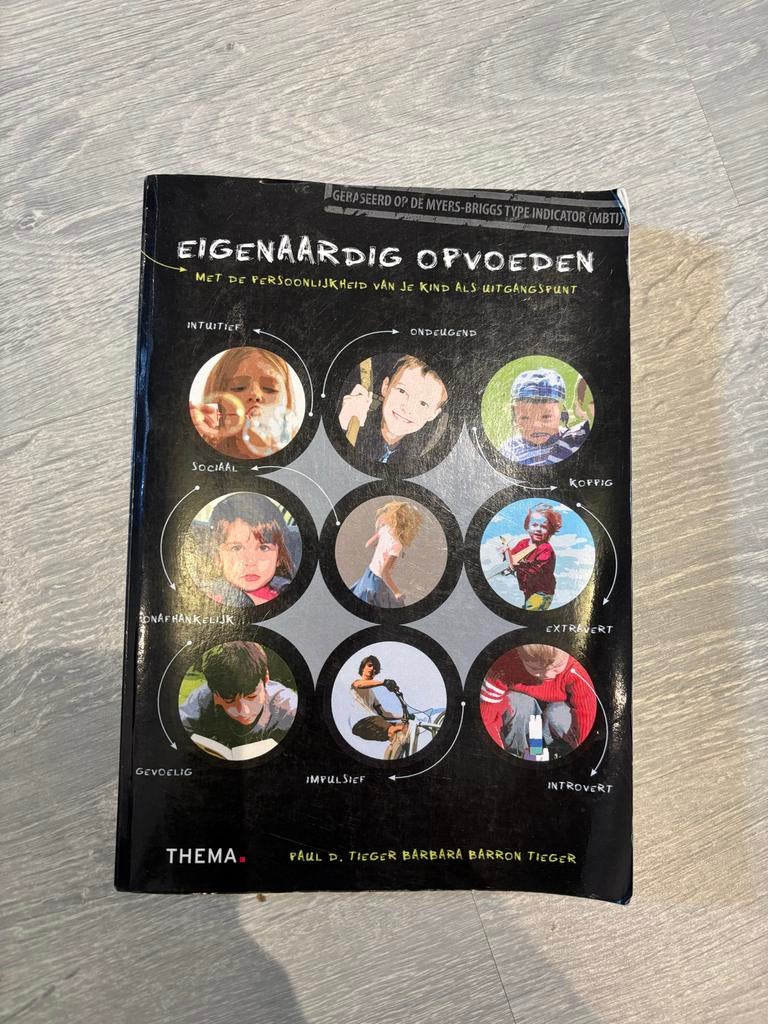 GEBASEERD OP DE MYERS-BRIGGS TYPE INDICATOR (MBTI)
EIGENAARDIG OPVOEDEN
MET DE PERSOONLIJKHEID VAN JE KIND ALS UITGANGSPUNT
INTUITIEF
ONDEUGEND
SOCIAAL
KOPPIG
ONAFHANKELIJK
EXTRAVERT
GEVOELIG
IMPULSIEF
INTROVERT
THEMA.
PAUL D. TIEGER BARBARA BARRON TIEGER